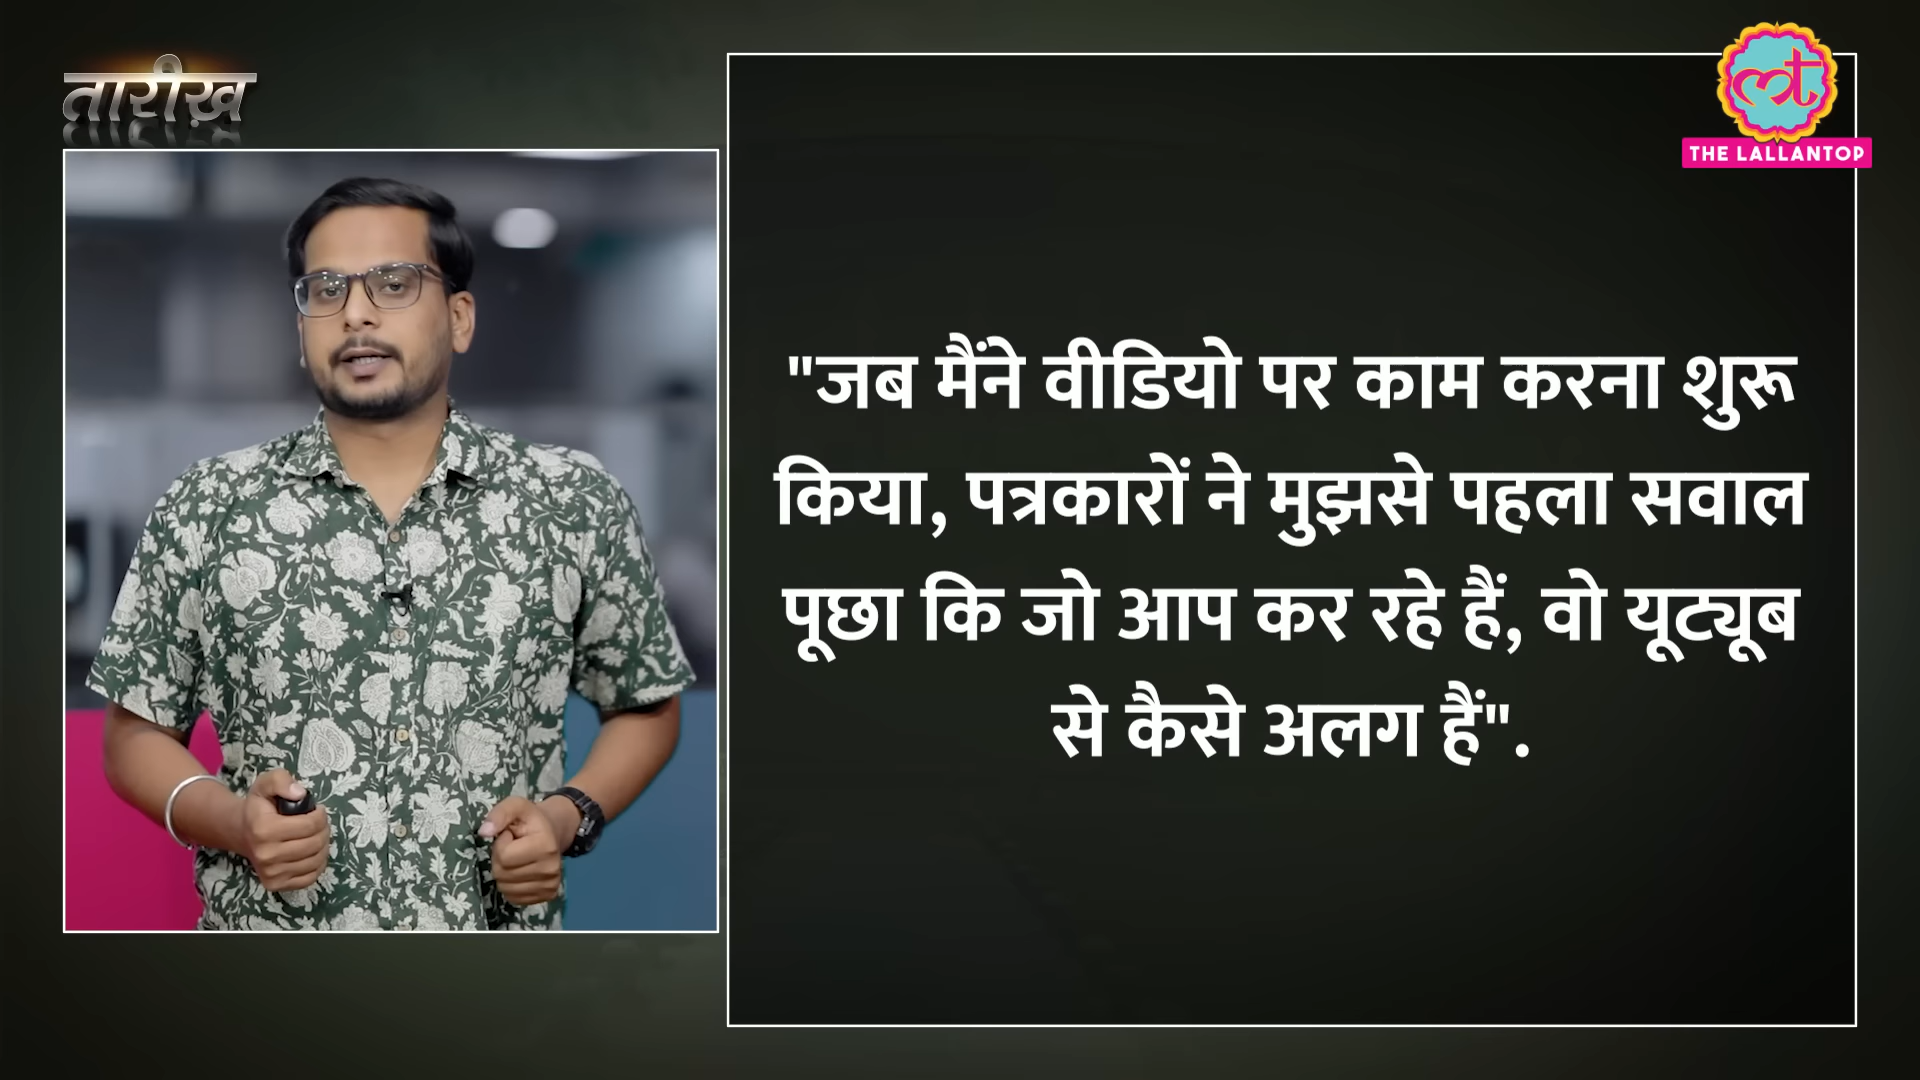 तारीख़
THE LALLANTOP
"जब मैंने वीडियो पर काम करना शुरू
किया, पत्रकारों ने मुझसे पहला सवाल
पूछा कि जो आप कर रहे हैं, वो यूट्यूब
से कैसे अलग हैं".